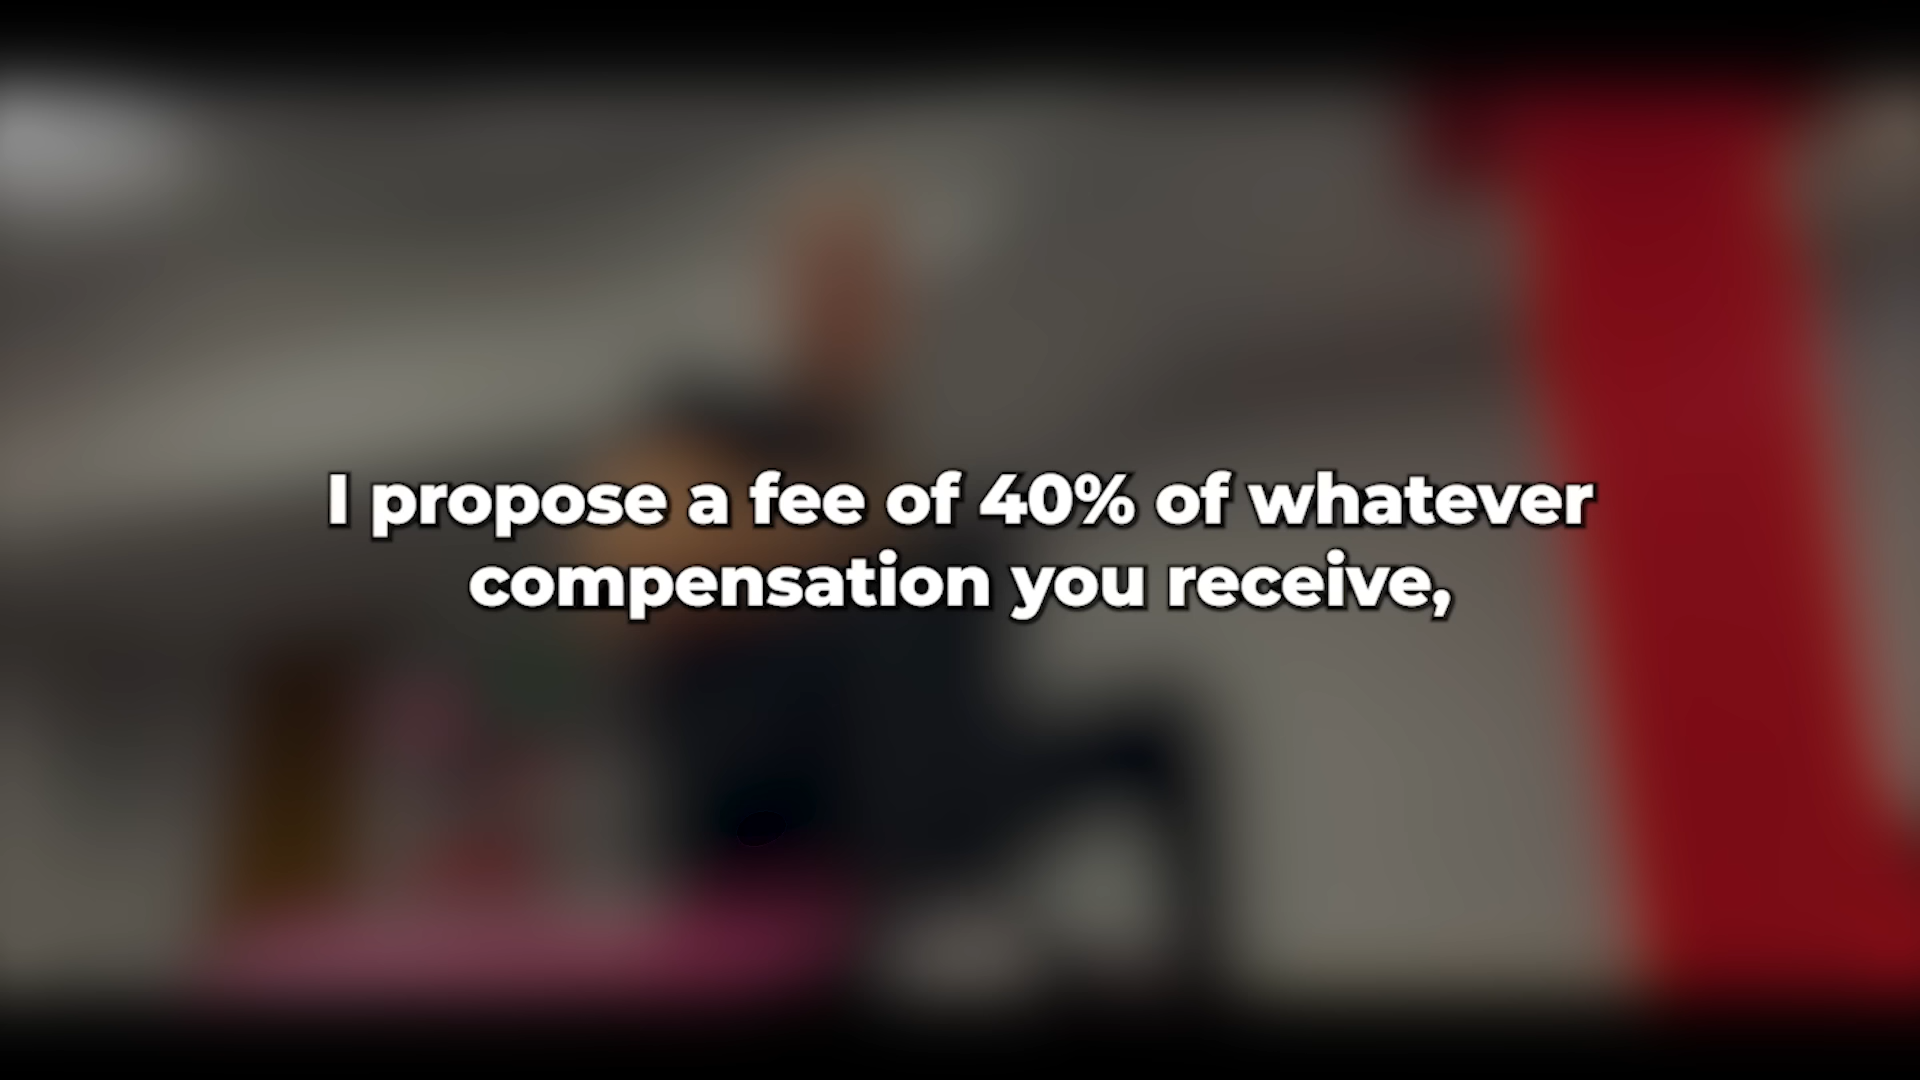 I propose a fee of 40% of whatever
compensation you receive,